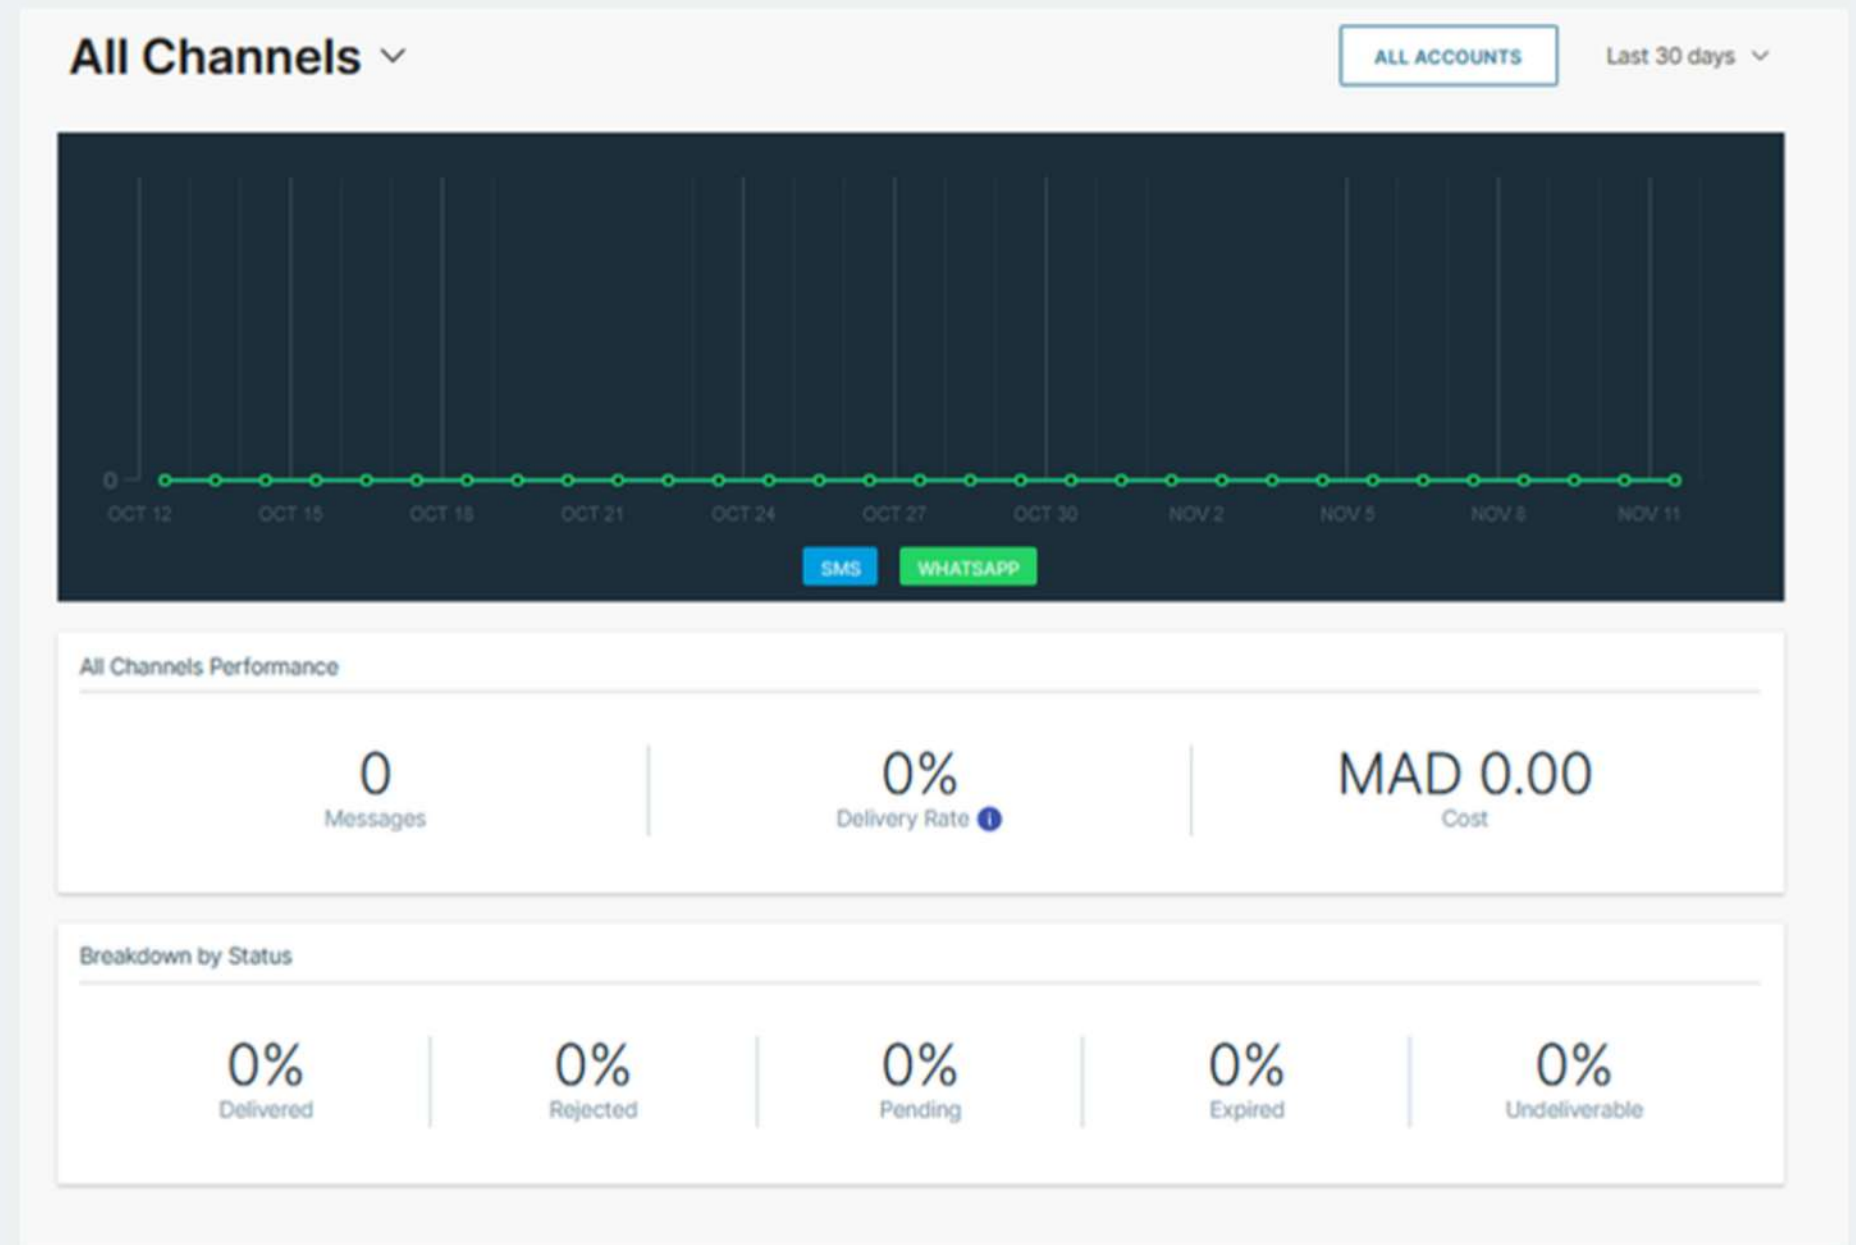 All Channels
ALL ACCOUNTS
Last 30 days
0
OCT 12 OCT 15 OCT 18 OCT 21 OCT 24 OCT 27 OCT 30 NOV 2 NOV 5 NOV 8 NOV 11
SMS WHATSAPP
All Channels Performance
0 0% MAD 0.00
Messages Delivery Rate i Cost
Breakdown by Status
0% 0% 0% 0% 0%
Delivered Rejected Pending Expired Undeliverable